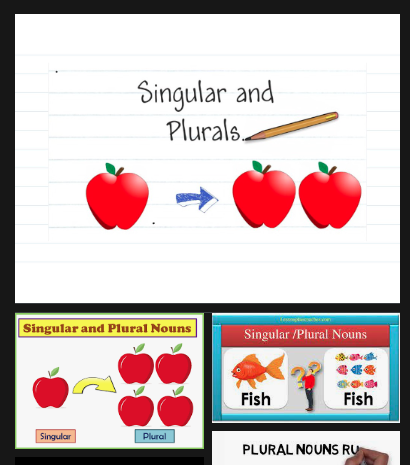 Singular and
Plurals.
Singular and Plural Nouns
Singular
Plural
Singular /Plural Nouns
Fish
Fish
PLURAL NOUNS RU